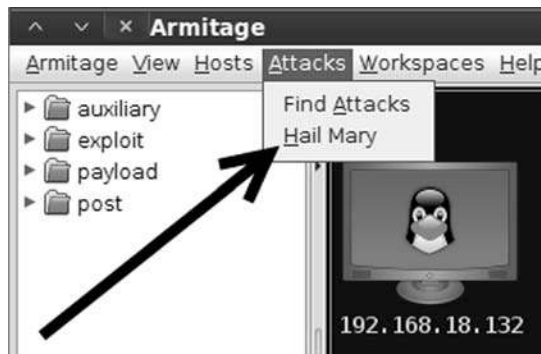 Armitage
Armitage View Hosts Attacks Workspaces Help
auxiliary
exploit
payload
post
Find Attacks
Hail Mary
192.168.18.132